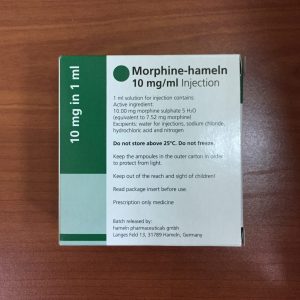 10 mg in 1 ml
Morphine-hameln
10 mg/ml Injection
1 ml solution for injection contains:
Active ingredient:
10.00 mg morphine sulphate 5 H₂O
(equivalent to 7.52 mg morphine)
Excipients: water for injections, sodium chloride,
hydrochloric acid and nitrogen
Do not store above 25°C. Do not freeze.
Keep the ampoules in the outer carton in order
to protect from light.
Keep out of the reach and sight of children!
Read package insert before use.
Prescription only medicine
Batch released by:
hameln pharmaceuticals gmbh
Langes Feld 13, 31789 Hameln, Germany